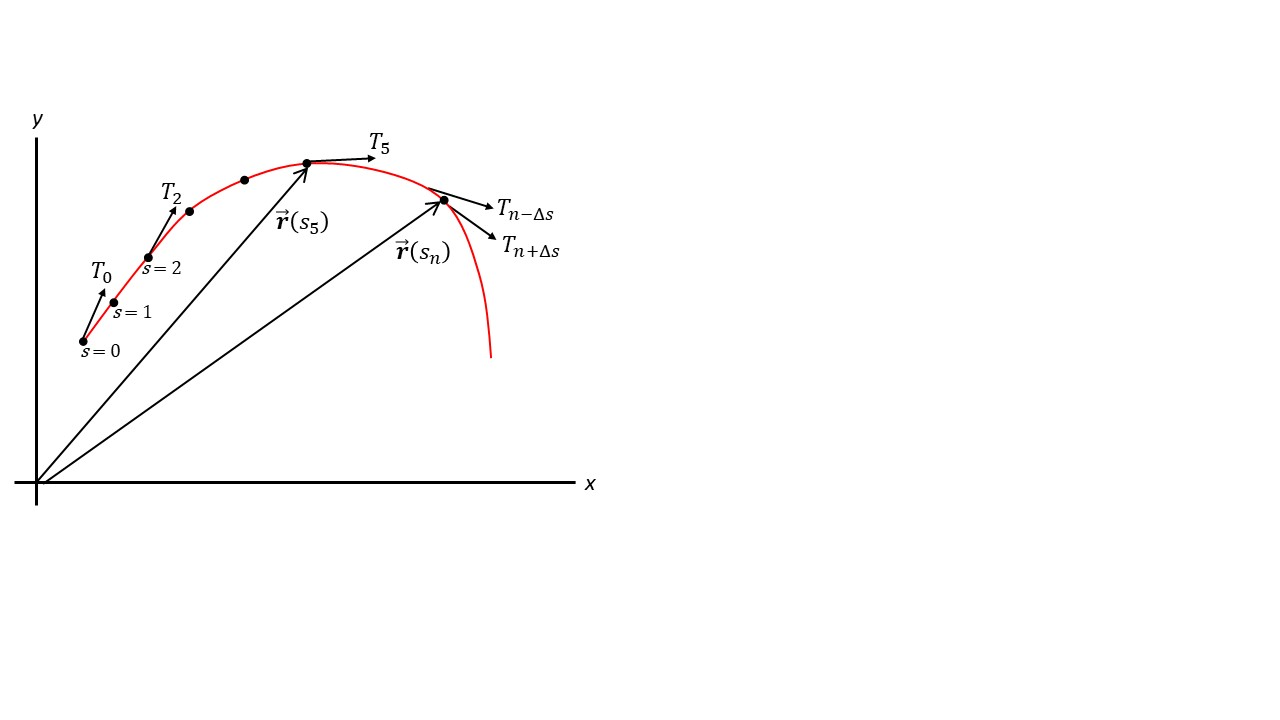 y
T₅
T₂
Tₙ₋Δₛ
r⃗(s₅)
Tₙ₊Δₛ
r⃗(sₙ)
s = 2
T₀
s = 1
s = 0
x